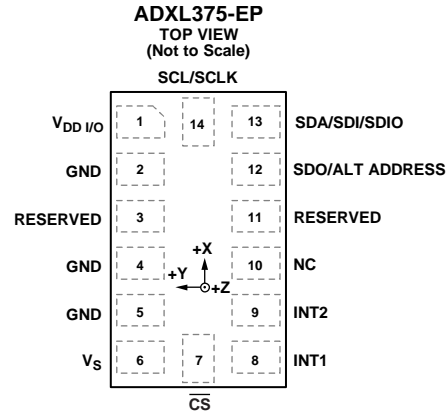 ADXL375-EP
TOP VIEW
(Not to Scale)
SCL/SCLK
VDD I/O 1 14 13 SDA/SDI/SDIO
GND 2 12 SDO/ALT ADDRESS
RESERVED 3 11 RESERVED
+X
GND 4 10 NC
+Y +Z
GND 5 9 INT2
VS 6 7 8 INT1
CS